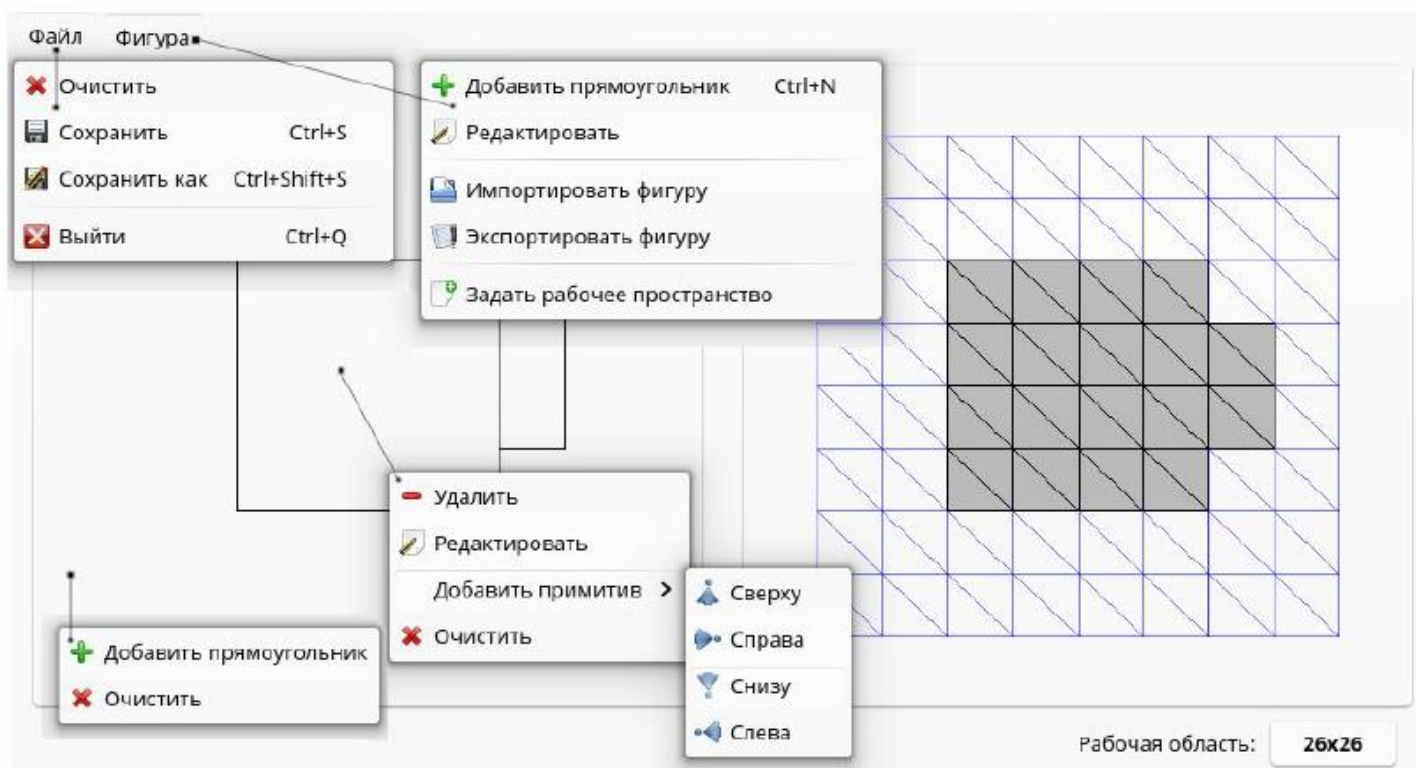 Файл Фигура
Очистить
Сохранить Ctrl+S
Сохранить как Ctrl+Shift+S
Выйти Ctrl+Q
Добавить прямоугольник Ctrl+N
Редактировать
Импортировать фигуру
Экспортировать фигуру
Задать рабочее пространство
Удалить
Редактировать
Добавить примитив
Очистить
Сверху
Справа
Снизу
Слева
Добавить прямоугольник
Очистить
Рабочая область: 26x26